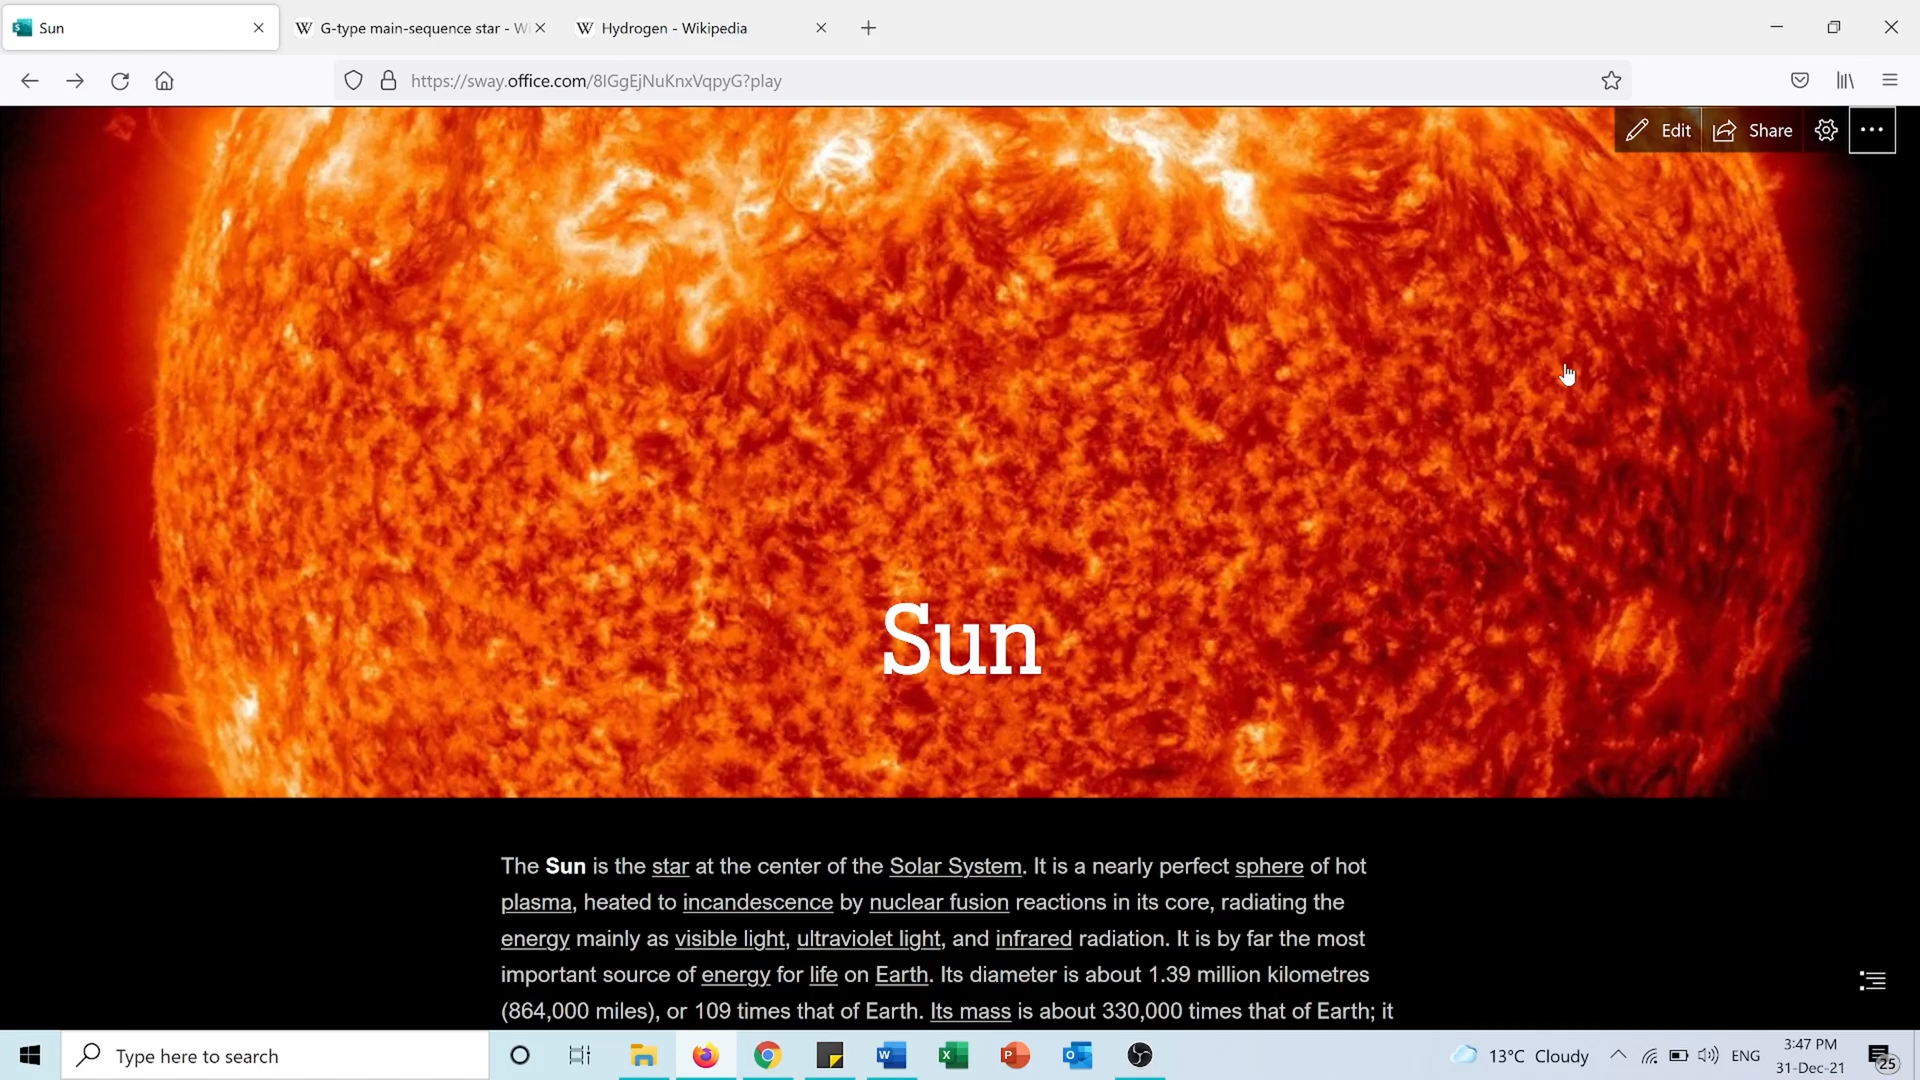 Sun
G-type main-sequence star - Wi
Hydrogen - Wikipedia
https://sway.office.com/8IGgEjNuKnxVqpyG?play
Edit
Share
Sun
The Sun is the star at the center of the Solar System. It is a nearly perfect sphere of hot
plasma, heated to incandescence by nuclear fusion reactions in its core, radiating the
energy mainly as visible light, ultraviolet light, and infrared radiation. It is by far the most
important source of energy for life on Earth. Its diameter is about 1.39 million kilometres
(864,000 miles), or 109 times that of Earth. Its mass is about 330,000 times that of Earth; it
Type here to search
13°C Cloudy
ENG
3:47 PM
31-Dec-21
25